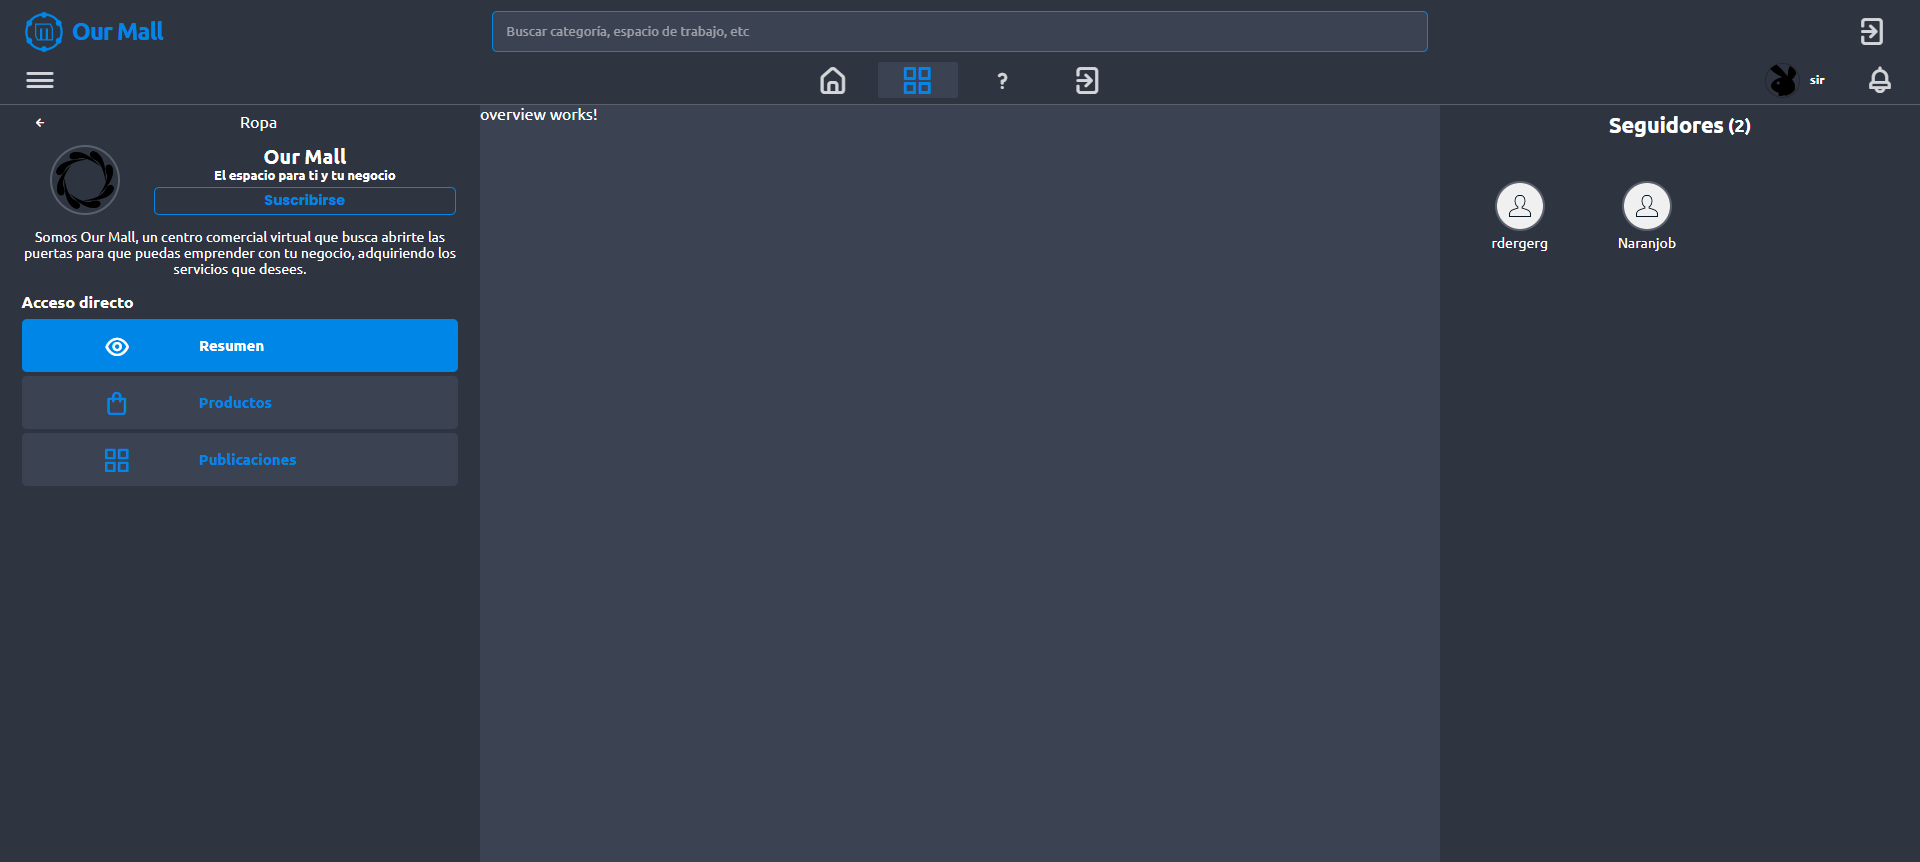 Our Mall
Buscar categoría, espacio de trabajo, etc
?
sir
Ropa
Our Mall
El espacio para ti y tu negocio
Suscribirse
Somos Our Mall, un centro comercial virtual que busca abrirte las
puertas para que puedas emprender con tu negocio, adquiriendo los
servicios que desees.
Acceso directo
Resumen
Productos
Publicaciones
overview works!
Seguidores (2)
rdergerg
Naranjob